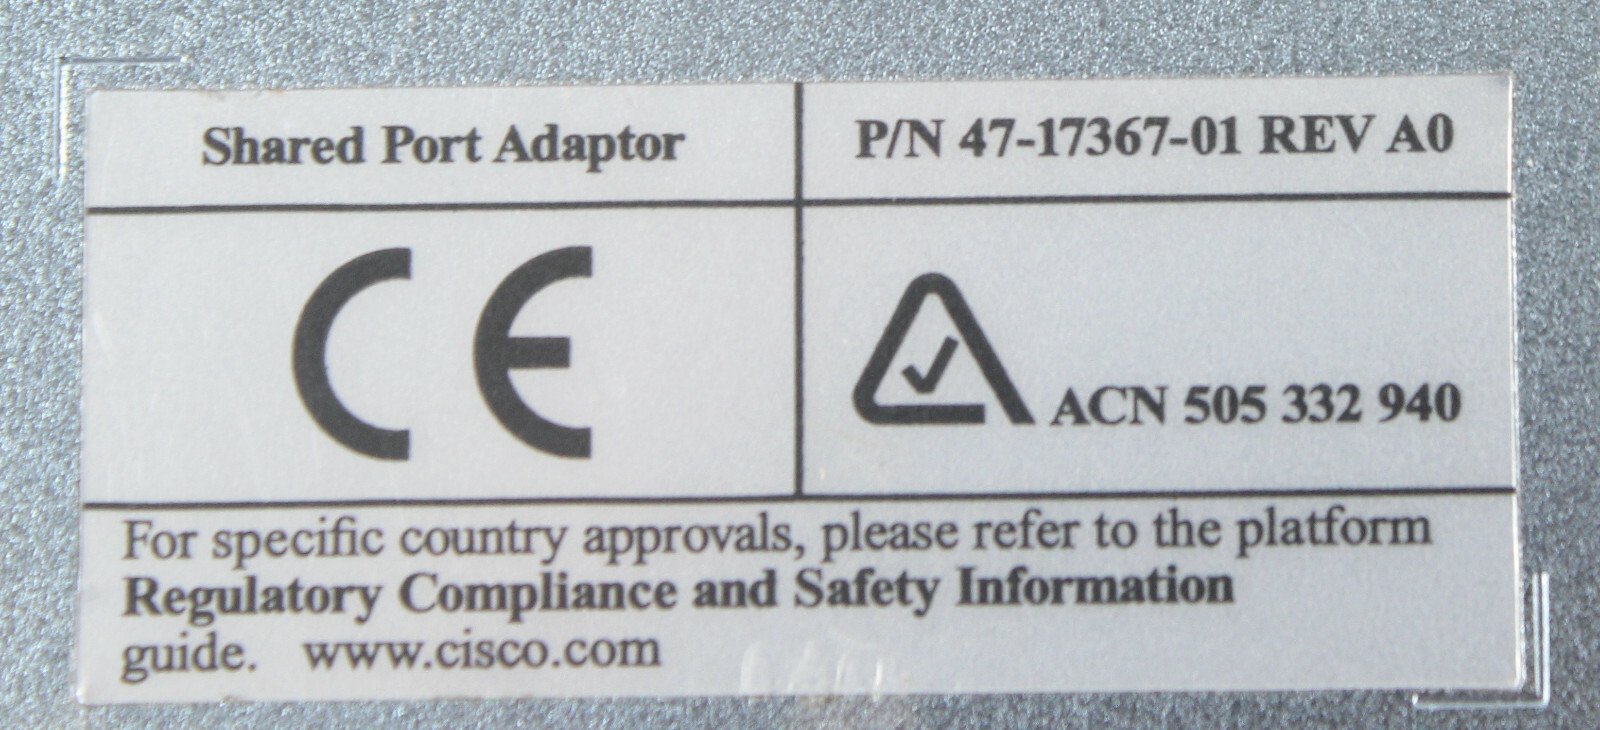 Shared Port Adaptor
P/N 47-17367-01 REV A0
CE
ACN 505 332 940
For specific country approvals, please refer to the platform
Regulatory Compliance and Safety Information
guide. www.cisco.com